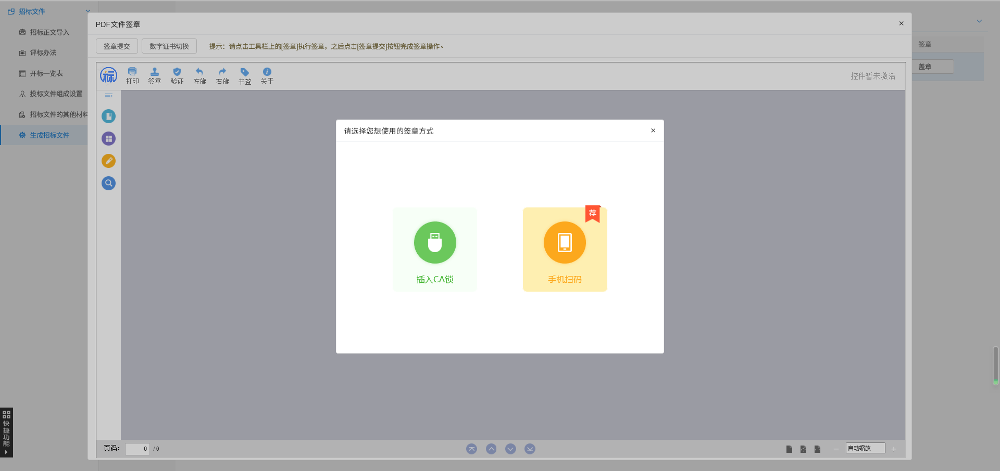 招标文件
招标正文导入
评标办法
开标一览表
投标文件组成设置
招标文件的其他材料
生成招标文件
PDF文件签章
签章提交
数字证书切换
提示：请点击工具栏上的[签章]执行签章，之后点击[签章提交]按钮完成签章操作。
标
打印
签章
验证
左旋
右旋
书签
关于
控件暂未激活
签章
盖章
请选择您想使用的签章方式
插入CA锁
荐
手机扫码
快捷功能
页码：
0
/ 0
自动缩放